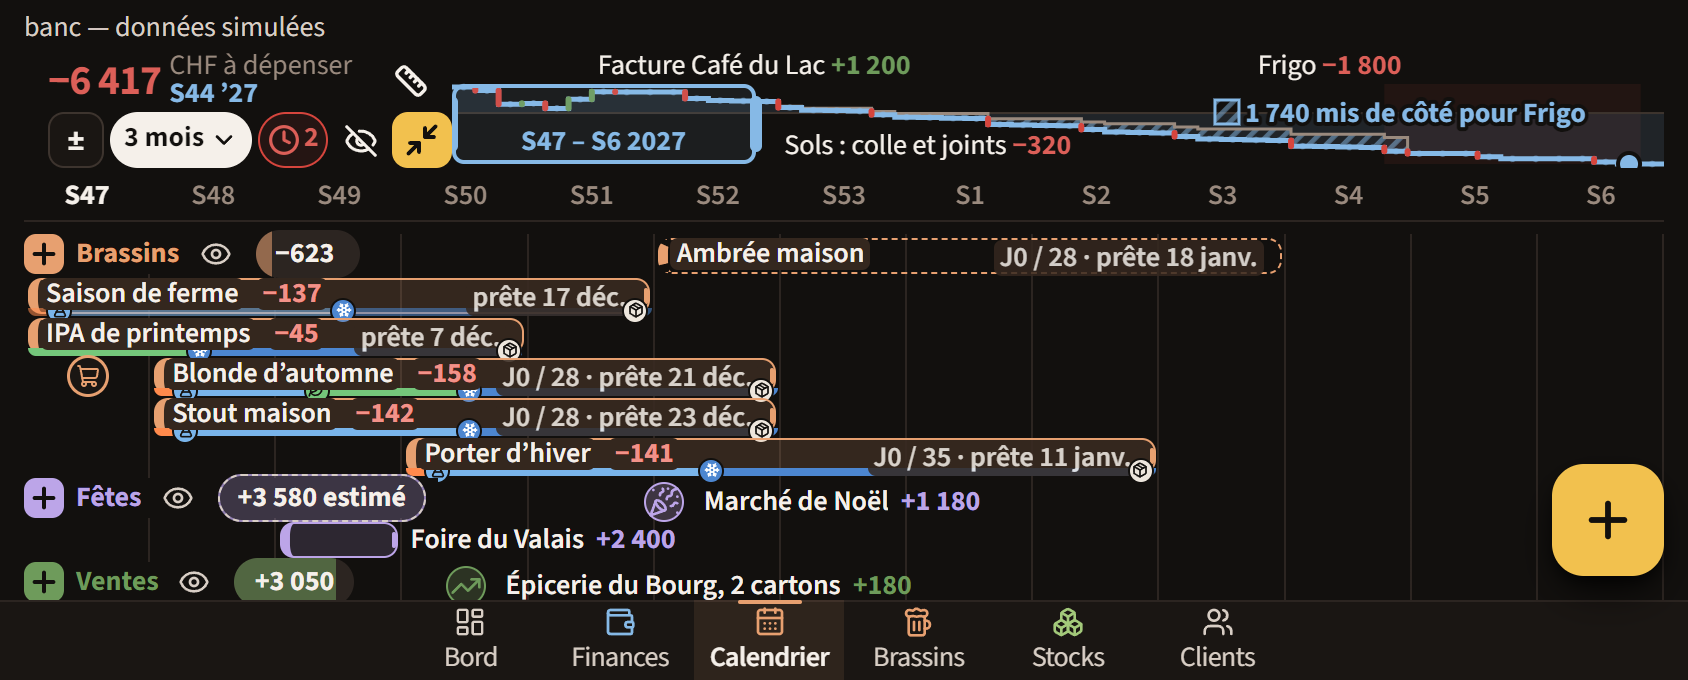 banc — données simulées
−6 417 CHF à dépenser
S44 ’27
Facture Café du Lac +1 200
Frigo −1 800
1 740 mis de côté pour Frigo
± 3 mois 2
S47 – S6 2027
Sols : colle et joints −320
S47 S48 S49 S50 S51 S52 S53 S1 S2 S3 S4 S5 S6
Brassins −623
Ambrée maison J0 / 28 · prête 18 janv.
Saison de ferme −137 prête 17 déc.
IPA de printemps −45 prête 7 déc.
Blonde d’automne −158 J0 / 28 · prête 21 déc.
Stout maison −142 J0 / 28 · prête 23 déc.
Porter d’hiver −141 J0 / 35 · prête 11 janv.
Fêtes +3 580 estimé
Marché de Noël +1 180
Foire du Valais +2 400
Ventes +3 050
Épicerie du Bourg, 2 cartons +180
Bord Finances Calendrier Brassins Stocks Clients